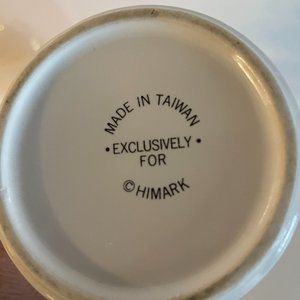 MADE IN TAIWAN
• EXCLUSIVELY •
FOR
©HIMARK